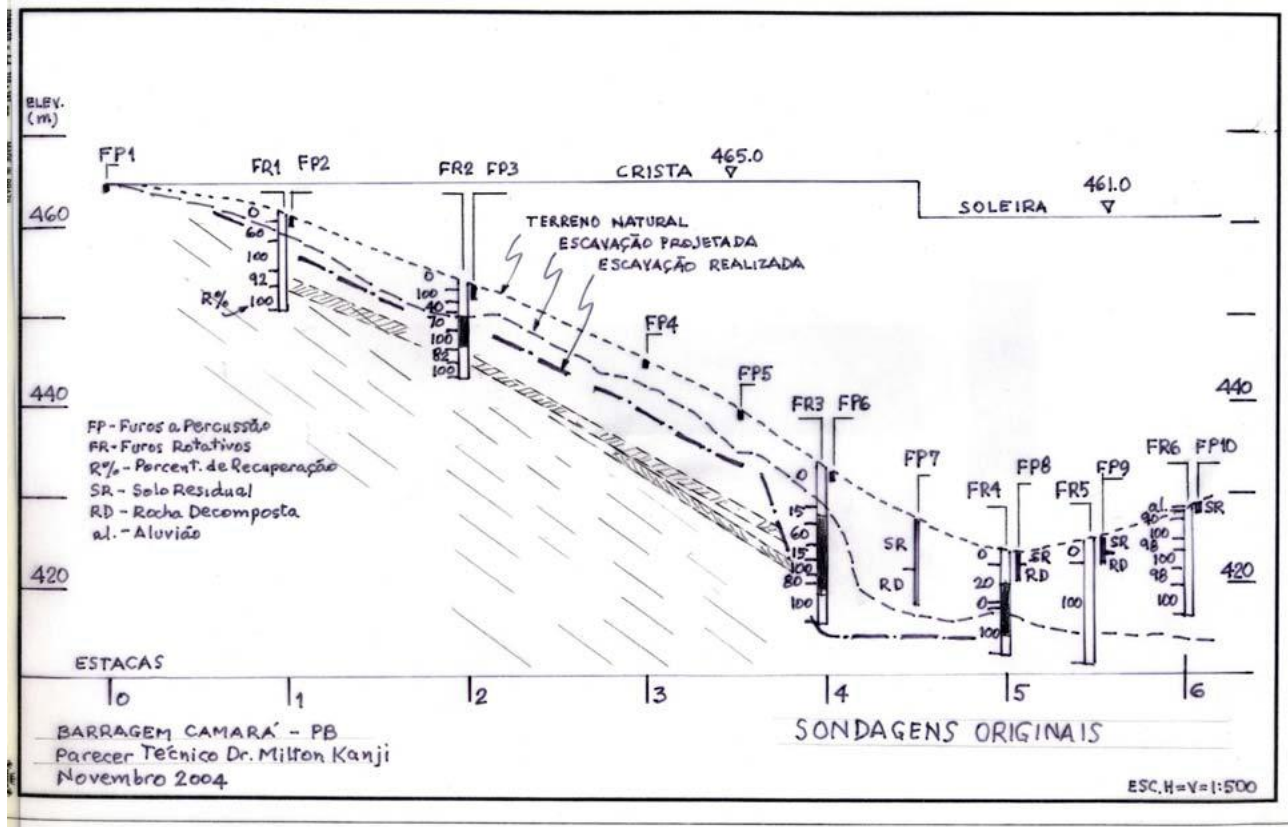 ELEV.
(m)
460
440
420
440
420
FP1
FR1 FP2
FR2 FP3
CRISTA
465.0
461.0
SOLEIRA
TERRENO NATURAL
ESCAVAÇÃO PROJETADA
ESCAVAÇÃO REALIZADA
FP4
FP5
FR3 FP6
FP7
FR4
FP8
FR5
FP9
FR6 FP10
0
60
100
92
100
R%
0
100
40
70
100
82
100
0
15
60
15
100
80
100
SR
RD
0
20
0
100
SR
RD
0
100
SR
RD
al.
90
100
98
100
98
100
SR
FP - Furos a Percussão
FR - Furos Rotativos
R% - Porcent. de Recuperação
SR - Solo Residual
RD - Rocha Decomposta
al. - Aluvião
ESTACAS
0 1 2 3 4 5 6
BARRAGEM CAMARÁ - PB
Parecer Técnico Dr. Milton Kanji
Novembro 2004
SONDAGENS ORIGINAIS
ESC. H=V=1:500